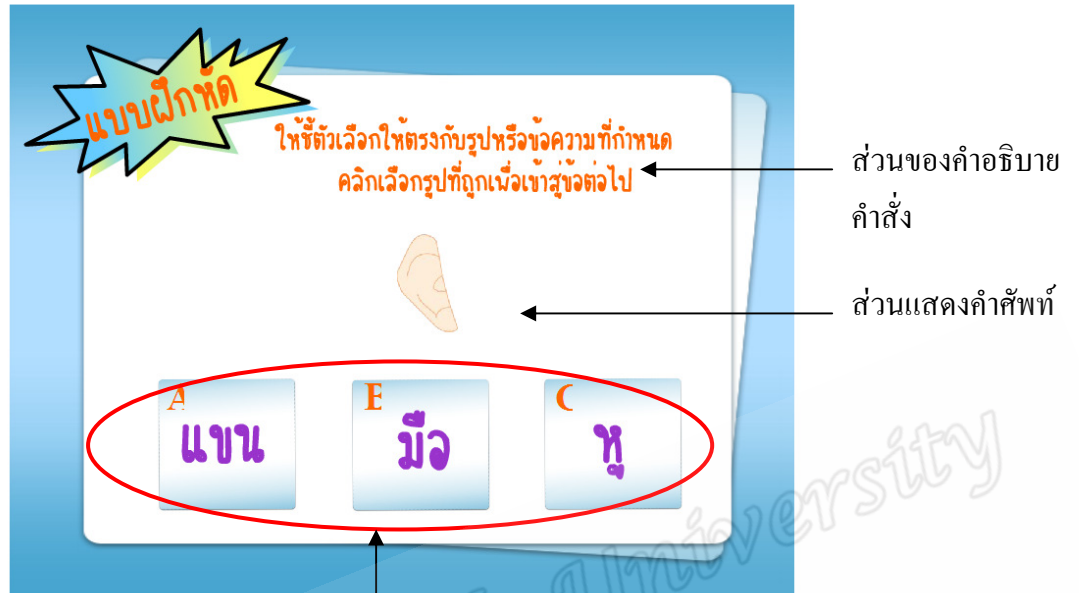 แบบฝึกหัด
ให้ชี้ตัวเลือกให้ตรงกับรูปหรือข้อความที่กำหนด
คลิกเลือกรูปที่ถูกเพื่อเข้าสู่ข้อต่อไป
ส่วนของคำอธิบาย
คำสั่ง
ส่วนแสดงคำศัพท์
A
แขน
B
มือ
C
หู
University